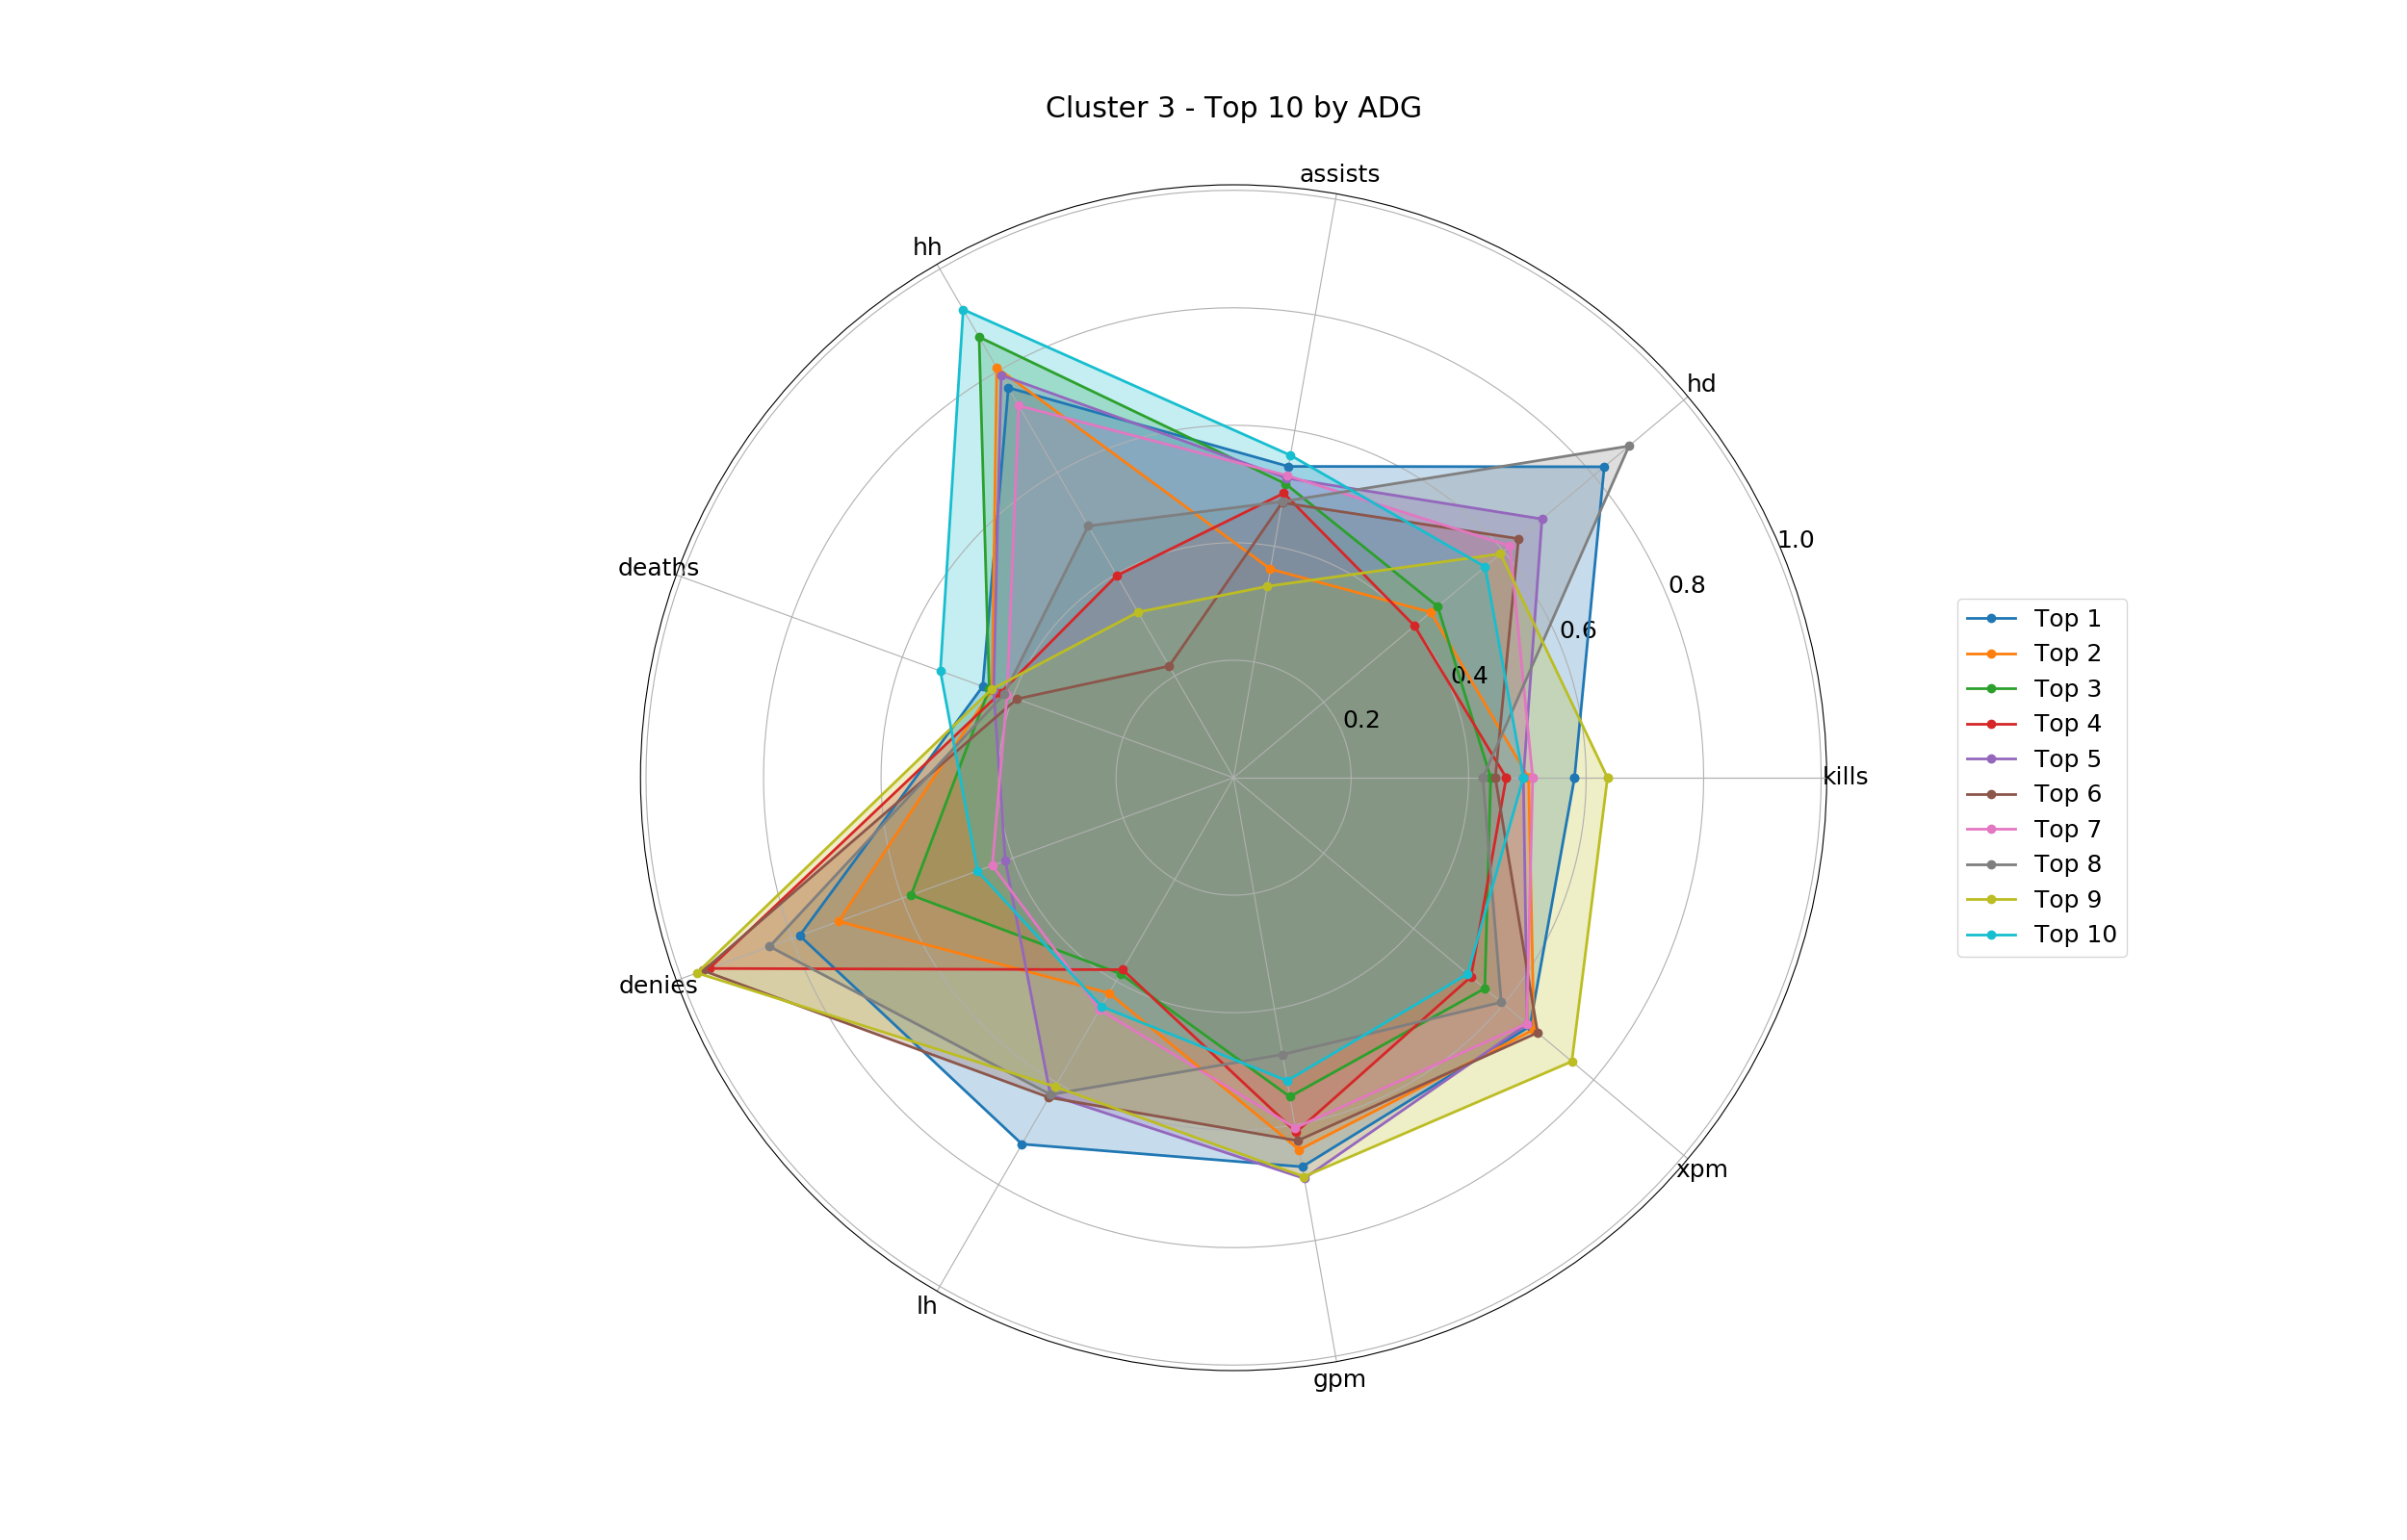 Cluster 3 - Top 10 by ADG
assists
hh
hd
deaths
1.0
0.8
0.6
0.4
0.2
kills
denies
xpm
lh
gpm
Top 1
Top 2
Top 3
Top 4
Top 5
Top 6
Top 7
Top 8
Top 9
Top 10